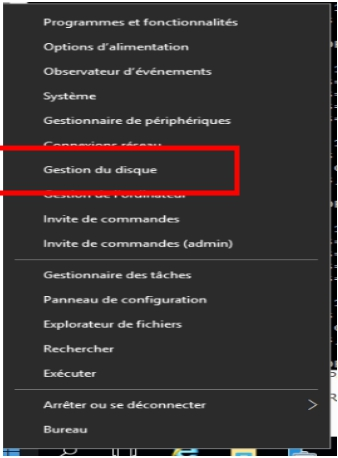 Programmes et fonctionnalités
Options d'alimentation
Observateur d'événements
Système
Gestionnaire de périphériques
Connexions réseau
Gestion du disque
Gestion de l'ordinateur
Invite de commandes
Invite de commandes (admin)
Gestionnaire des tâches
Panneau de configuration
Explorateur de fichiers
Rechercher
Exécuter
Arrêter ou se déconnecter >
Bureau